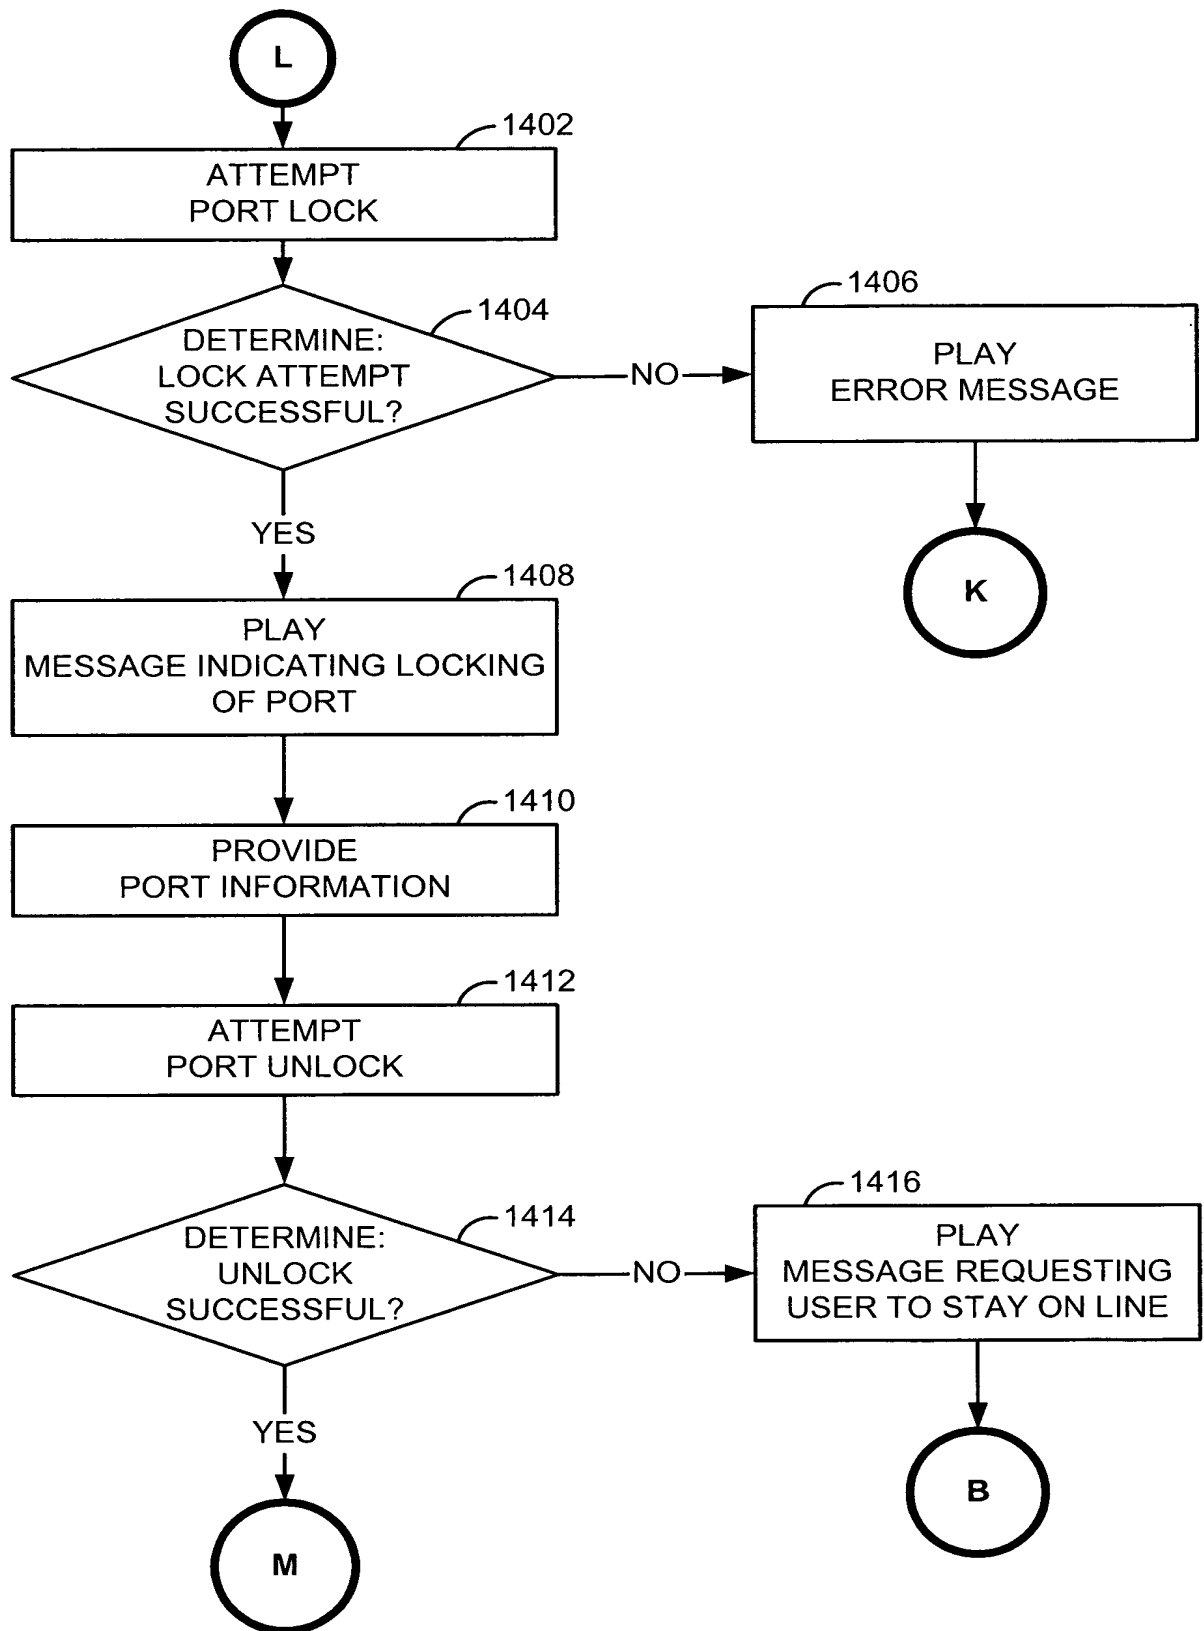 L
1402
ATTEMPT
PORT LOCK
1404
DETERMINE:
LOCK ATTEMPT
SUCCESSFUL?
NO
1406
PLAY
ERROR MESSAGE
K
YES
1408
PLAY
MESSAGE INDICATING LOCKING
OF PORT
1410
PROVIDE
PORT INFORMATION
1412
ATTEMPT
PORT UNLOCK
1414
DETERMINE:
UNLOCK
SUCCESSFUL?
NO
1416
PLAY
MESSAGE REQUESTING
USER TO STAY ON LINE
B
YES
M